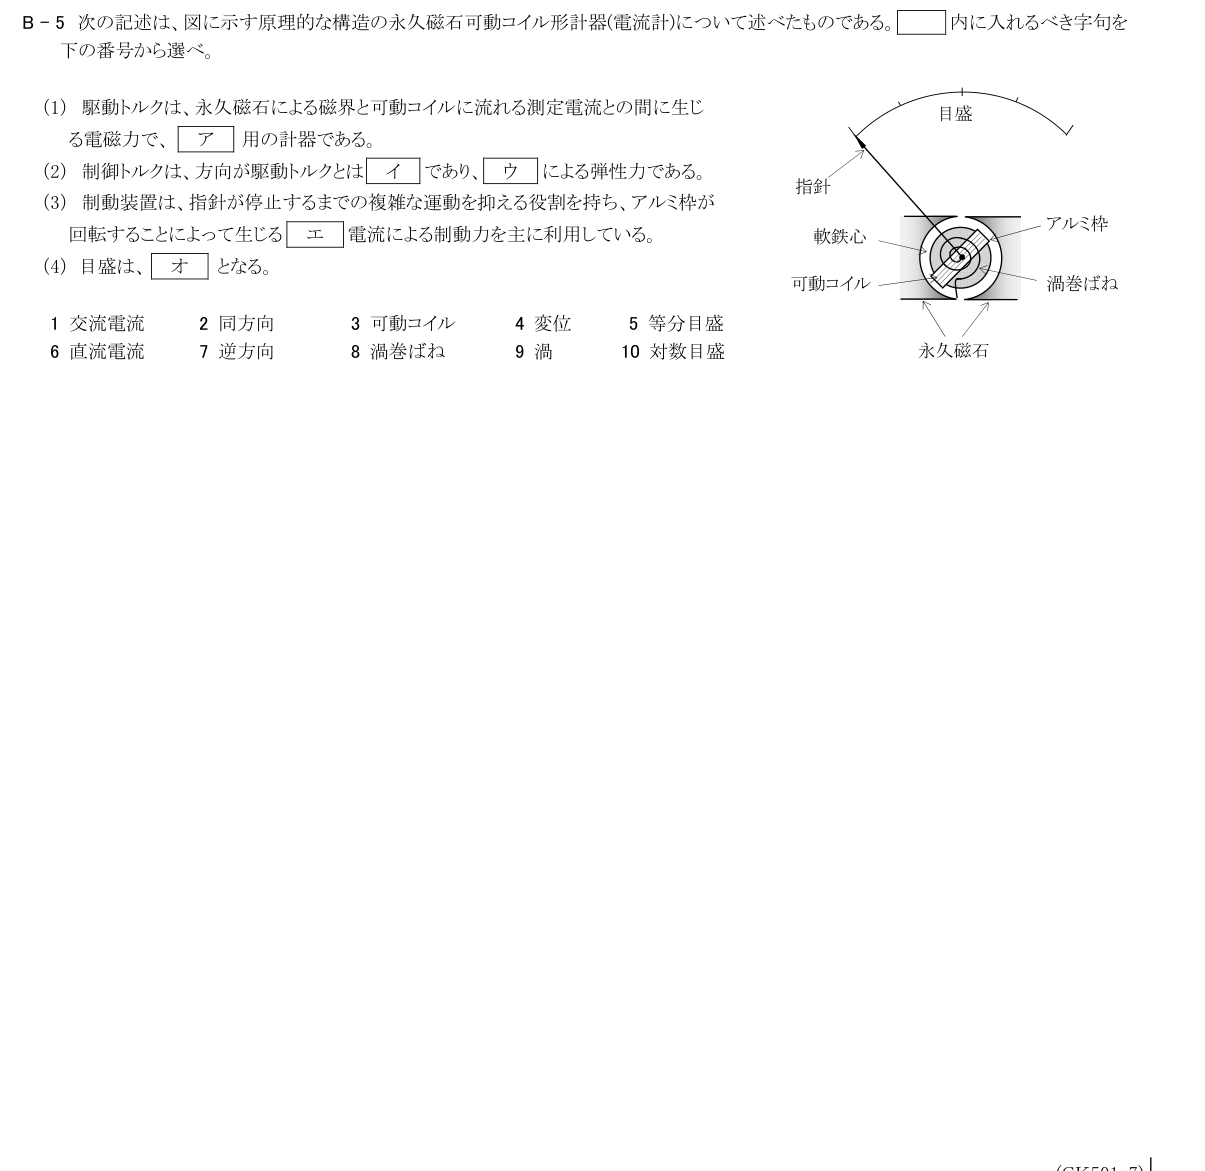 B－5 次の記述は、図に示す原理的な構造の永久磁石可動コイル形計器(電流計)について述べたものである。 内に入れるべき字句を
下の番号から選べ。
(1) 駆動トルクは、永久磁石による磁界と可動コイルに流れる測定電流との間に生じ
る電磁力で、 ア 用の計器である。
(2) 制御トルクは、方向が駆動トルクとは イ であり、 ウ による弾性力である。
(3) 制動装置は、指針が停止するまでの複雑な運動を抑える役割を持ち、アルミ枠が
回転することによって生じる エ 電流による制動力を主に利用している。
(4) 目盛は、 オ となる。
1 交流電流 2 同方向 3 可動コイル 4 変位 5 等分目盛
6 直流電流 7 逆方向 8 渦巻ばね 9 渦 10 対数目盛
目盛
指針
アルミ枠
軟鉄心
可動コイル
渦巻ばね
永久磁石